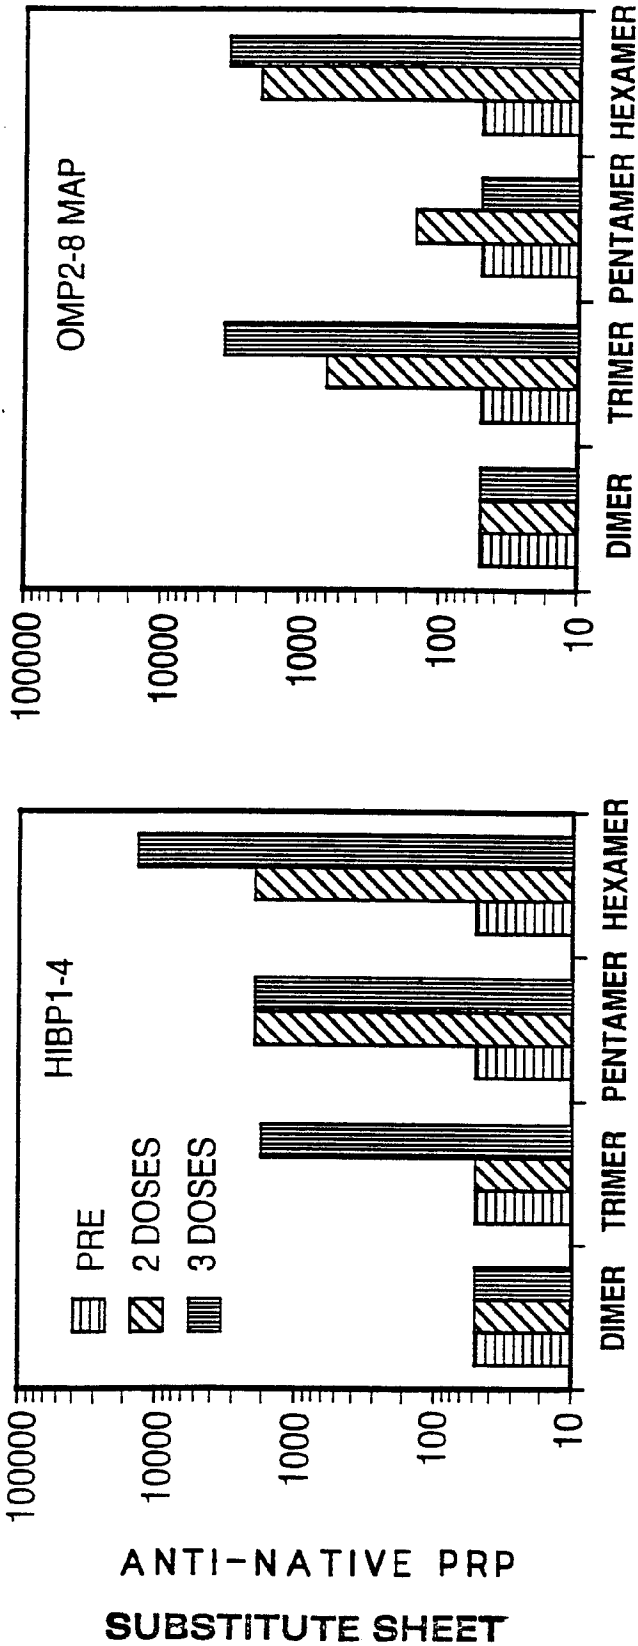 HIBP1-4
PRE
2 DOSES
3 DOSES
100000
10000
1000
100
10
DIMER TRIMER PENTAMER HEXAMER
OMP2-8 MAP
100000
10000
1000
100
10
DIMER TRIMER PENTAMER HEXAMER
ANTI-NATIVE PRP
SUBSTITUTE SHEET